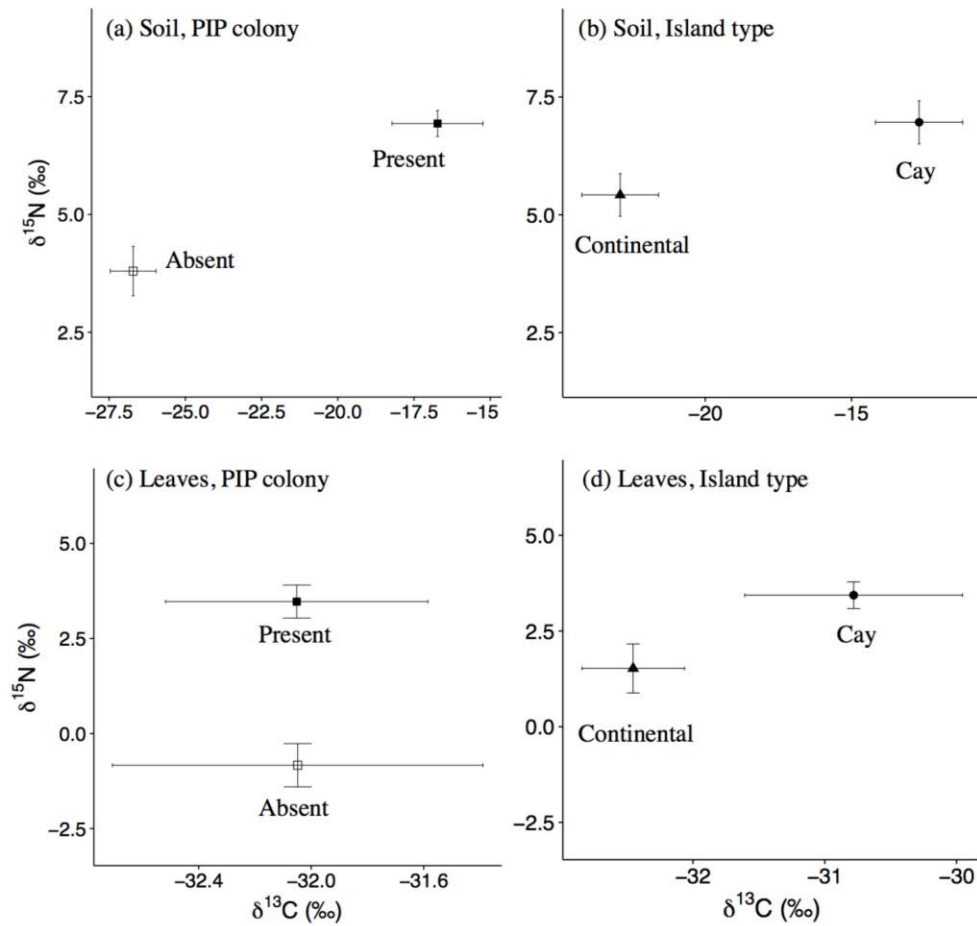 (a) Soil, PIP colony
7.5
5.0
2.5
δ¹⁵N (‰)
Present
Absent
−27.5 −25.0 −22.5 −20.0 −17.5 −15
(b) Soil, Island type
7.5
5.0
2.5
Cay
Continental
−20 −15
(c) Leaves, PIP colony
5.0
2.5
0.0
−2.5
δ¹⁵N (‰)
Present
Absent
−32.4 −32.0 −31.6
δ¹³C (‰)
(d) Leaves, Island type
5.0
2.5
0.0
−2.5
Cay
Continental
−32 −31 −30
δ¹³C (‰)